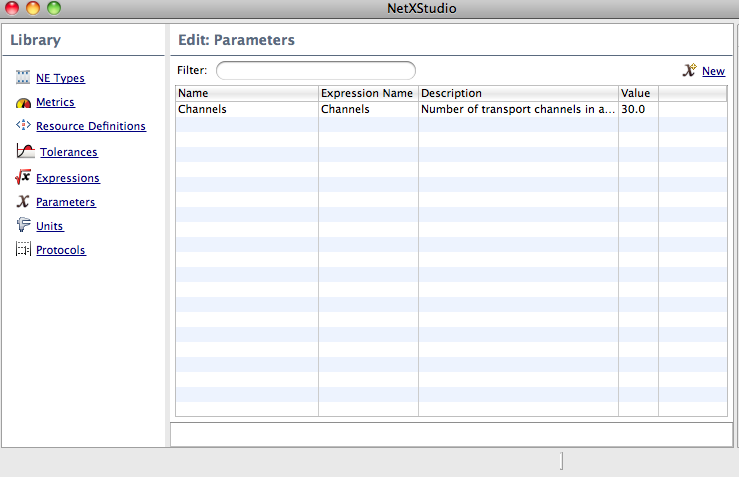 NetXStudio
Library
NE Types
Metrics
Resource Definitions
Tolerances
Expressions
Parameters
Units
Protocols
Edit: Parameters
Filter:
New
Name Expression Name Description Value
Channels Channels Number of transport channels in a... 30.0